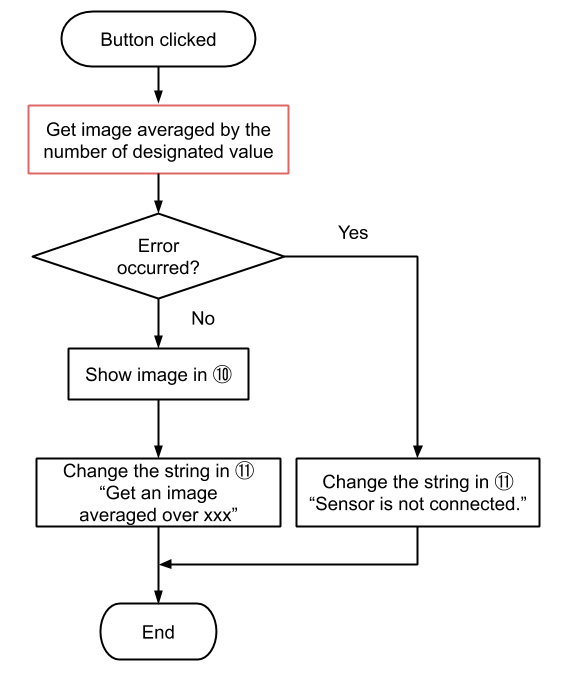 Button clicked
Get image averaged by the
number of designated value
Error
occurred?
Yes
No
Show image in ⑩
Change the string in ⑪
“Get an image
averaged over xxx”
Change the string in ⑪
“Sensor is not connected.”
End